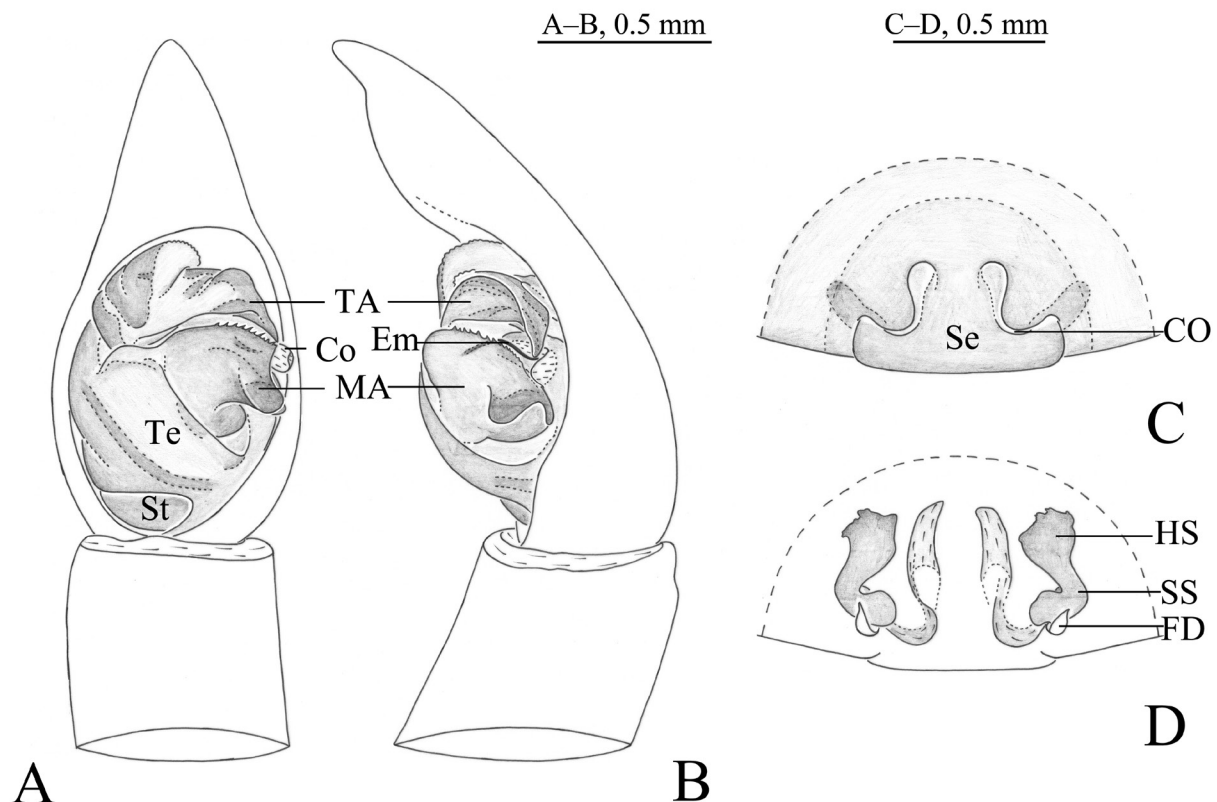 A–B, 0.5 mm
C–D, 0.5 mm
TA
Co
Em
MA
Te
St
A
B
Se
CO
C
HS
SS
FD
D